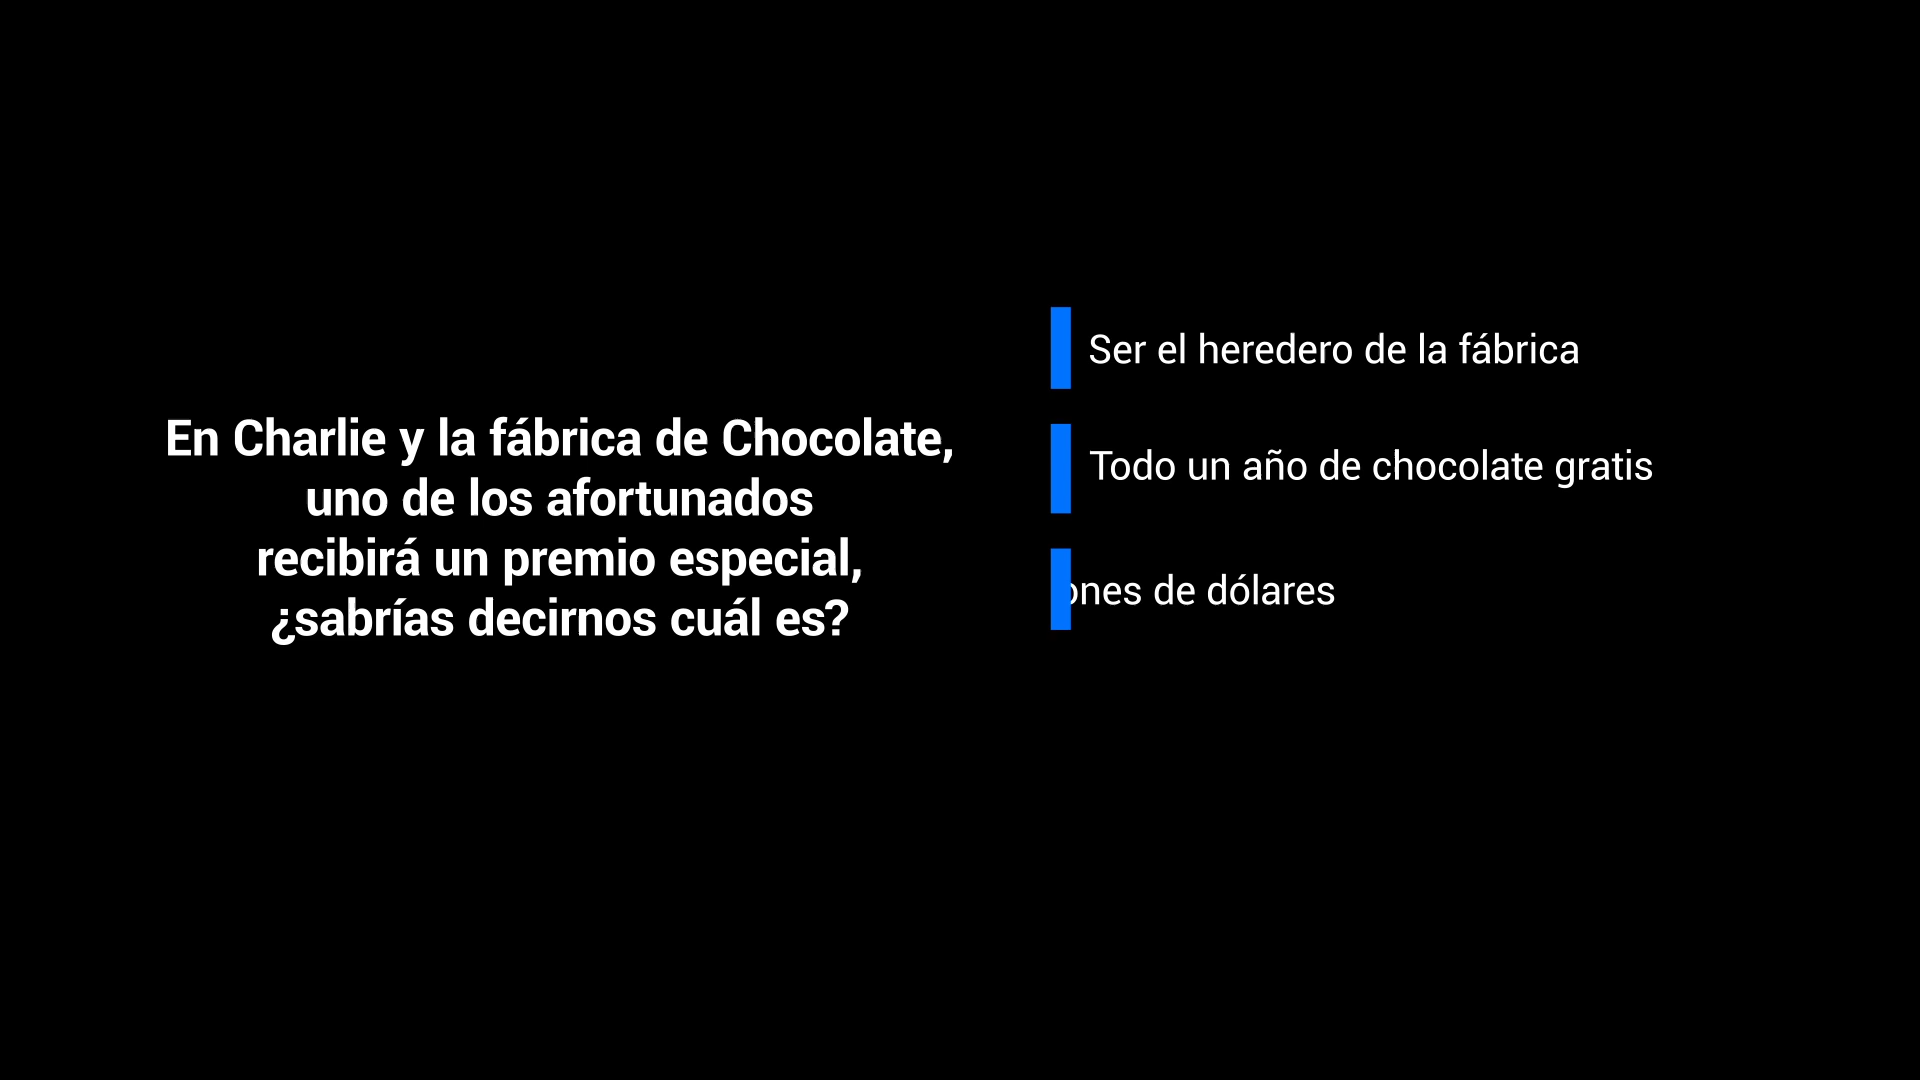 En Charlie y la fábrica de Chocolate,
uno de los afortunados
recibirá un premio especial,
¿sabrías decirnos cuál es?
Ser el heredero de la fábrica
Todo un año de chocolate gratis
de dólares